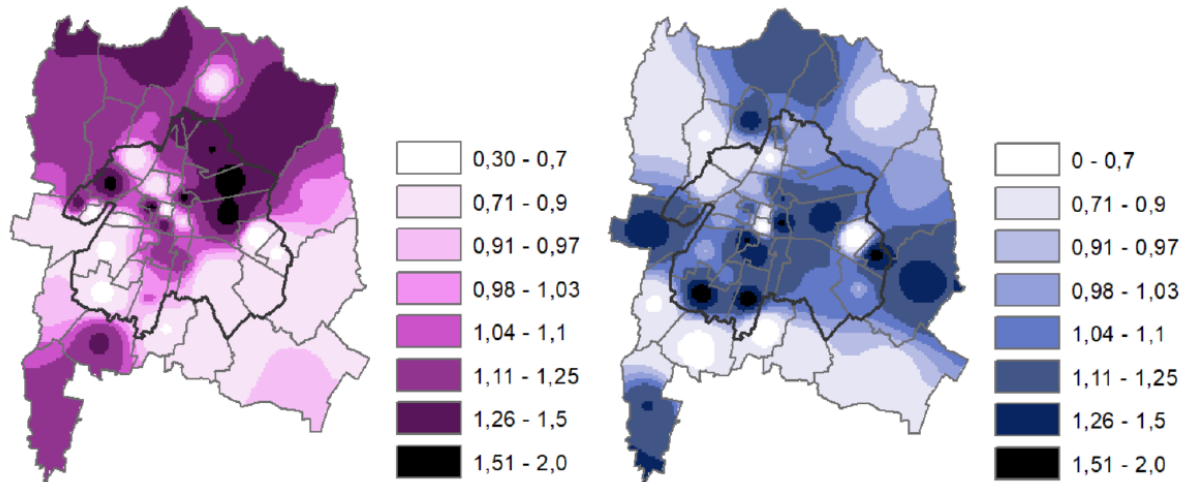 0,30 - 0,7
0,71 - 0,9
0,91 - 0,97
0,98 - 1,03
1,04 - 1,1
1,11 - 1,25
1,26 - 1,5
1,51 - 2,0
0 - 0,7
0,71 - 0,9
0,91 - 0,97
0,98 - 1,03
1,04 - 1,1
1,11 - 1,25
1,26 - 1,5
1,51 - 2,0